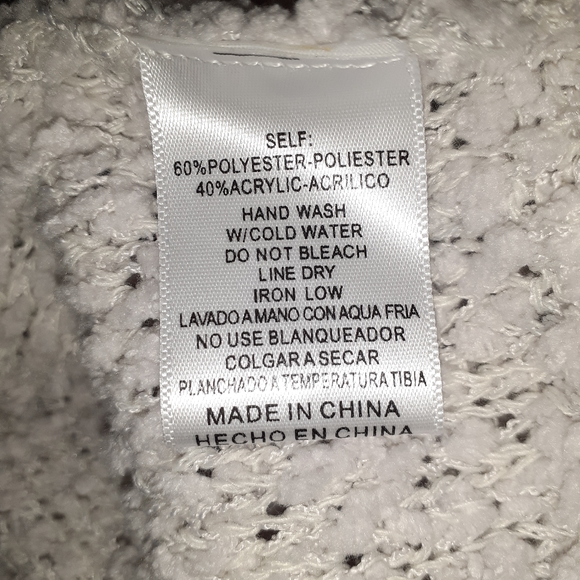 SELF:
60%POLYESTER-POLIESTER
40%ACRYLIC-ACRILICO
HAND WASH
W/COLD WATER
DO NOT BLEACH
LINE DRY
IRON LOW
LAVADO A MANO CON AQUA FRIA
NO USE BLANQUEADOR
COLGAR A SECAR
PLANCHADO A TEMPERATURA TIBIA
MADE IN CHINA
HECHO EN CHINA